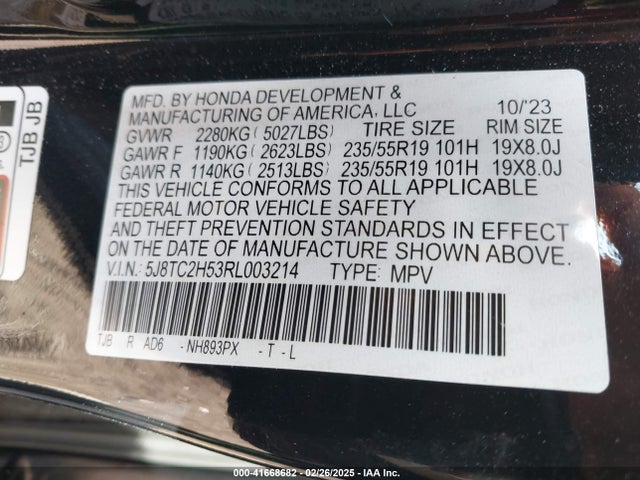 MFD. BY HONDA DEVELOPMENT &
MANUFACTURING OF AMERICA, LLC 10/'23
GVWR 2280KG (5027LBS) TIRE SIZE RIM SIZE
GAWR F 1190KG (2623LBS) 235/55R19 101H 19X8.0J
GAWR R 1140KG (2513LBS) 235/55R19 101H 19X8.0J
THIS VEHICLE CONFORMS TO ALL APPLICABLE
FEDERAL MOTOR VEHICLE SAFETY
AND THEFT PREVENTION STANDARDS IN EFFECT
ON THE DATE OF MANUFACTURE SHOWN ABOVE.
V.I.N.: 5J8TC2H53RL003214 TYPE: MPV
TJB R AD6 -NH893PX -T -L
TJB JB
000-41668682 / 02/26/2025 - IAA Inc.